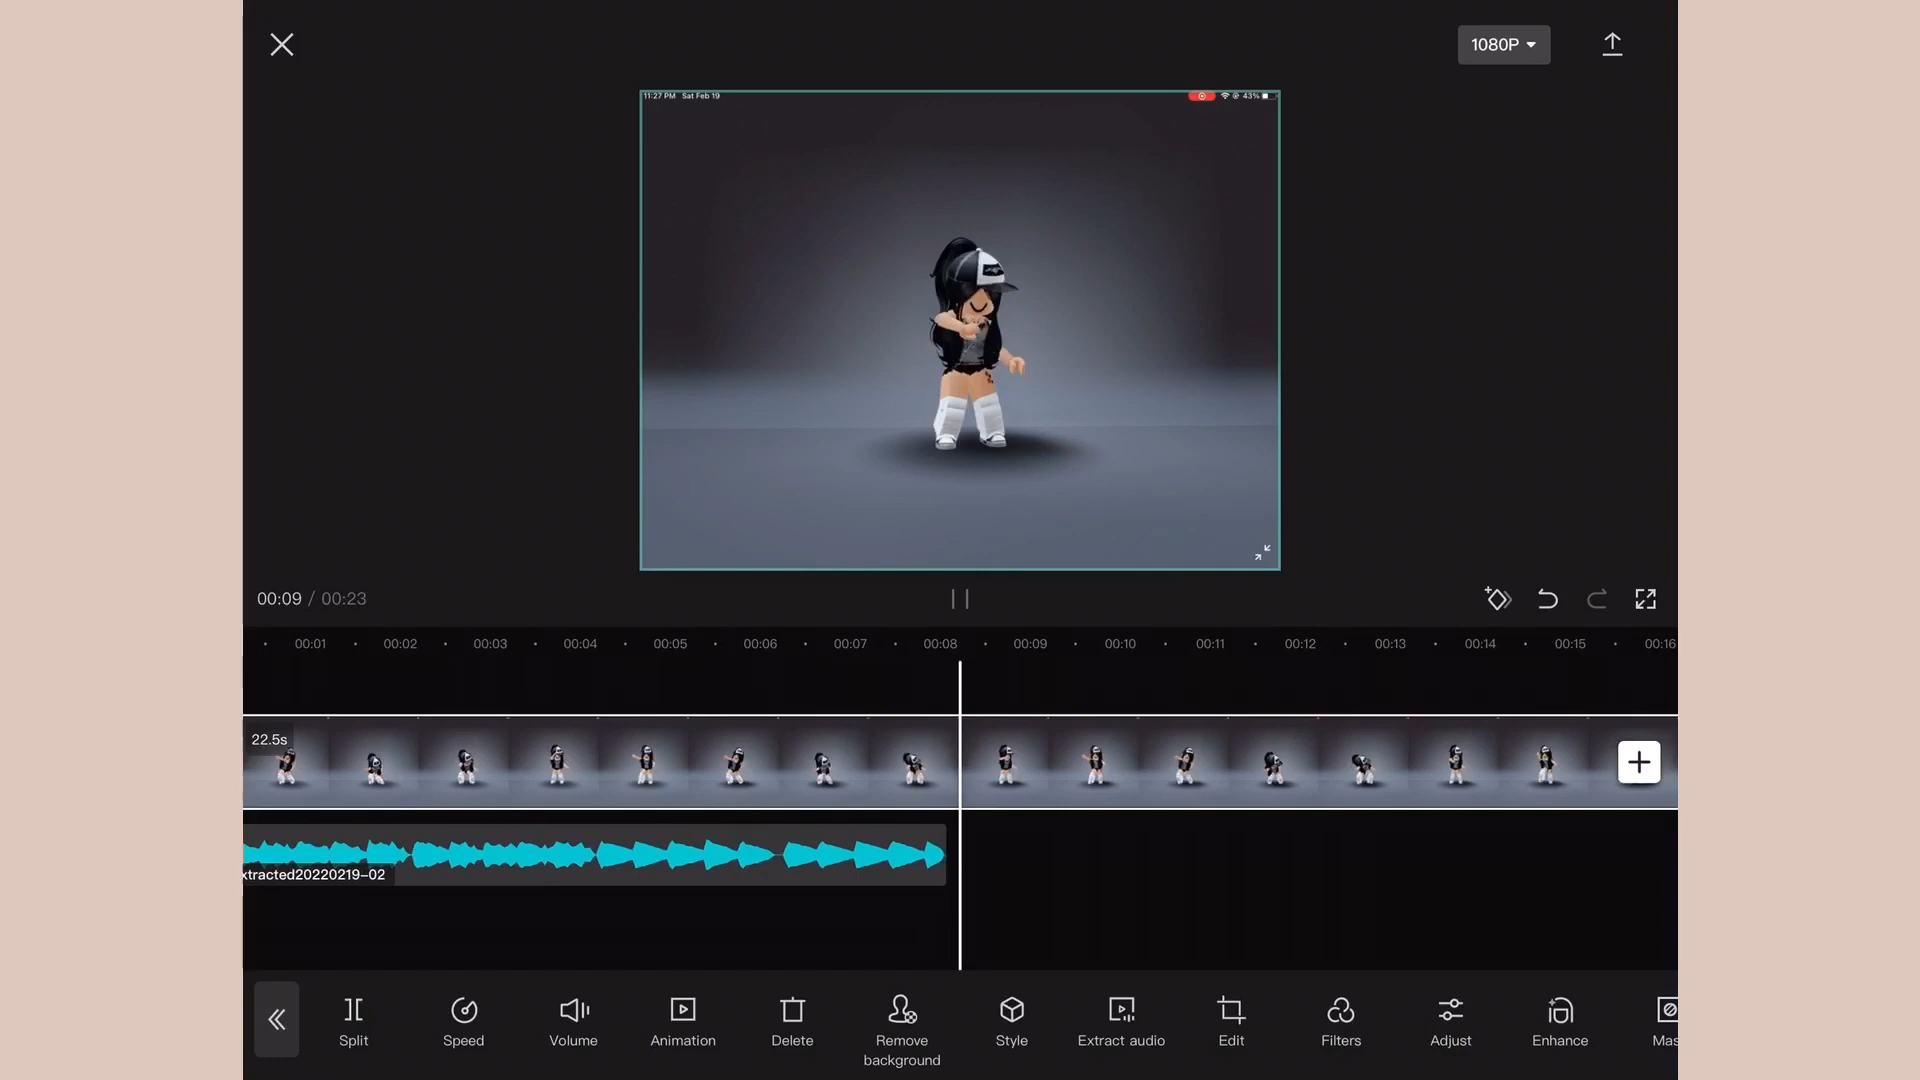 1080P
11:27 PM Sat Feb 19
43%
00:09 / 00:23
00:01 00:02 00:03 00:04 00:05 00:06 00:07 00:08 00:09 00:10 00:11 00:12 00:13 00:14 00:15 00:16
22.5s
xtracted20220219-02
Split
Speed
Volume
Animation
Delete
Remove
background
Style
Extract audio
Edit
Filters
Adjust
Enhance
Mas